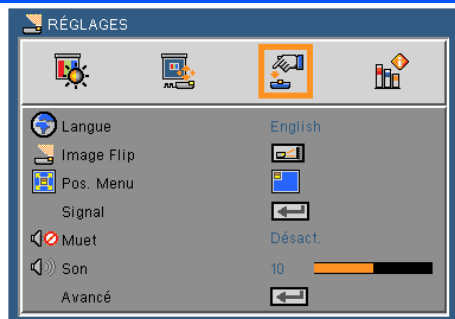 RÉGLAGES
Langue English
Image Flip
Pos. Menu
Signal
Muet Désact.
Son 10
Avancé